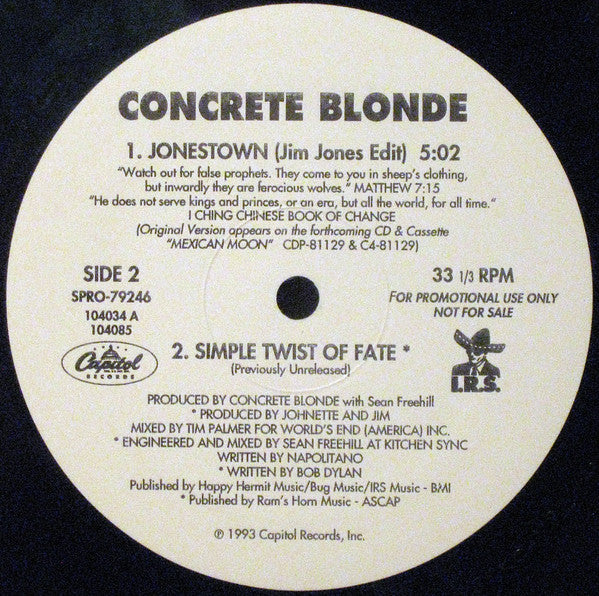 CONCRETE BLONDE
1. JONESTOWN (Jim Jones Edit) 5:02
"Watch out for false prophets. They come to you in sheep's clothing,
but inwardly they are ferocious wolves." MATTHEW 7:15
"He does not serve kings and princes, or an era, but all the world, for all time."
I CHING CHINESE BOOK OF CHANGE
(Original Version appears on the forthcoming CD & Cassette
"MEXICAN MOON" CDP-81129 & C4-81129)
SIDE 2
SPRO-79246
104034 A
104085
33 1/3 RPM
FOR PROMOTIONAL USE ONLY
NOT FOR SALE
Capitol
RECORDS
I.R.S.
2. SIMPLE TWIST OF FATE *
(Previously Unreleased)
PRODUCED BY CONCRETE BLONDE with Sean Freehill
* PRODUCED BY JOHNETTE AND JIM
MIXED BY TIM PALMER FOR WORLD'S END (AMERICA) INC.
* ENGINEERED AND MIXED BY SEAN FREEHILL AT KITCHEN SYNC
WRITTEN BY NAPOLITANO
* WRITTEN BY BOB DYLAN
Published by Happy Hermit Music/Bug Music/IRS Music - BMI
* Published by Ram's Horn Music - ASCAP
℗ 1993 Capitol Records, Inc.